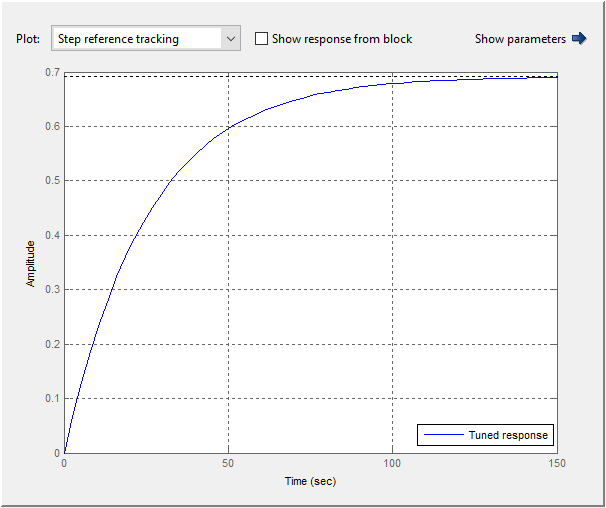 Plot: Step reference tracking Show response from block Show parameters
0.7
0.6
0.5
0.4
0.3
0.2
0.1
0
Amplitude
Tuned response
0 50 100 150
Time (sec)